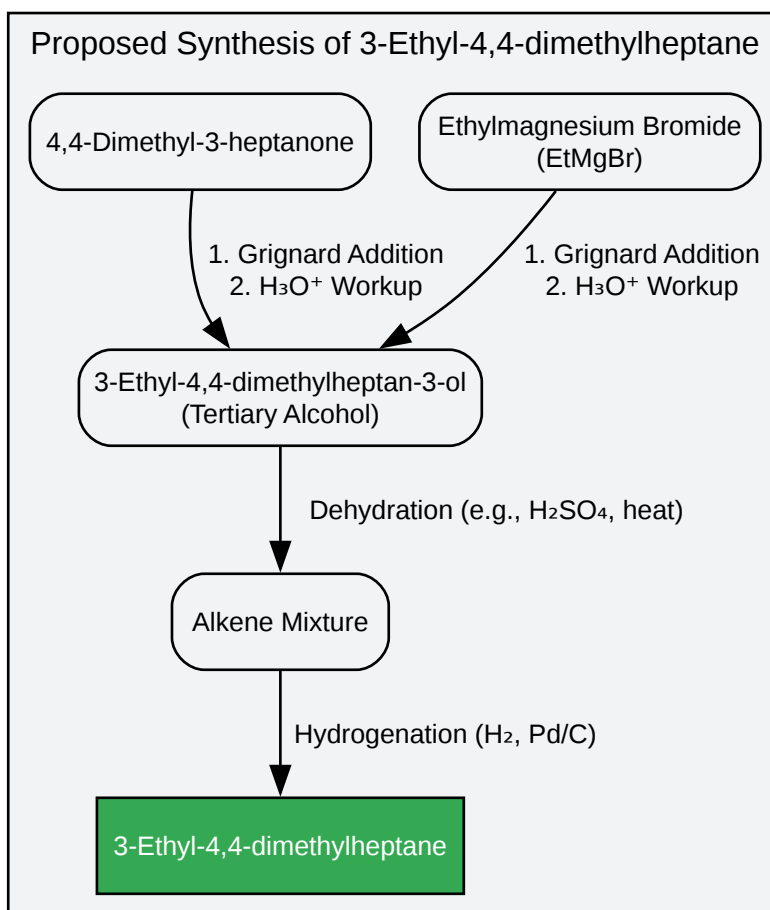 Proposed Synthesis of 3-Ethyl-4,4-dimethylheptane
4,4-Dimethyl-3-heptanone
Ethylmagnesium Bromide
(EtMgBr)
1. Grignard Addition
2. H₃O⁺ Workup
1. Grignard Addition
2. H₃O⁺ Workup
3-Ethyl-4,4-dimethylheptan-3-ol
(Tertiary Alcohol)
Dehydration (e.g., H₂SO₄, heat)
Alkene Mixture
Hydrogenation (H₂, Pd/C)
3-Ethyl-4,4-dimethylheptane